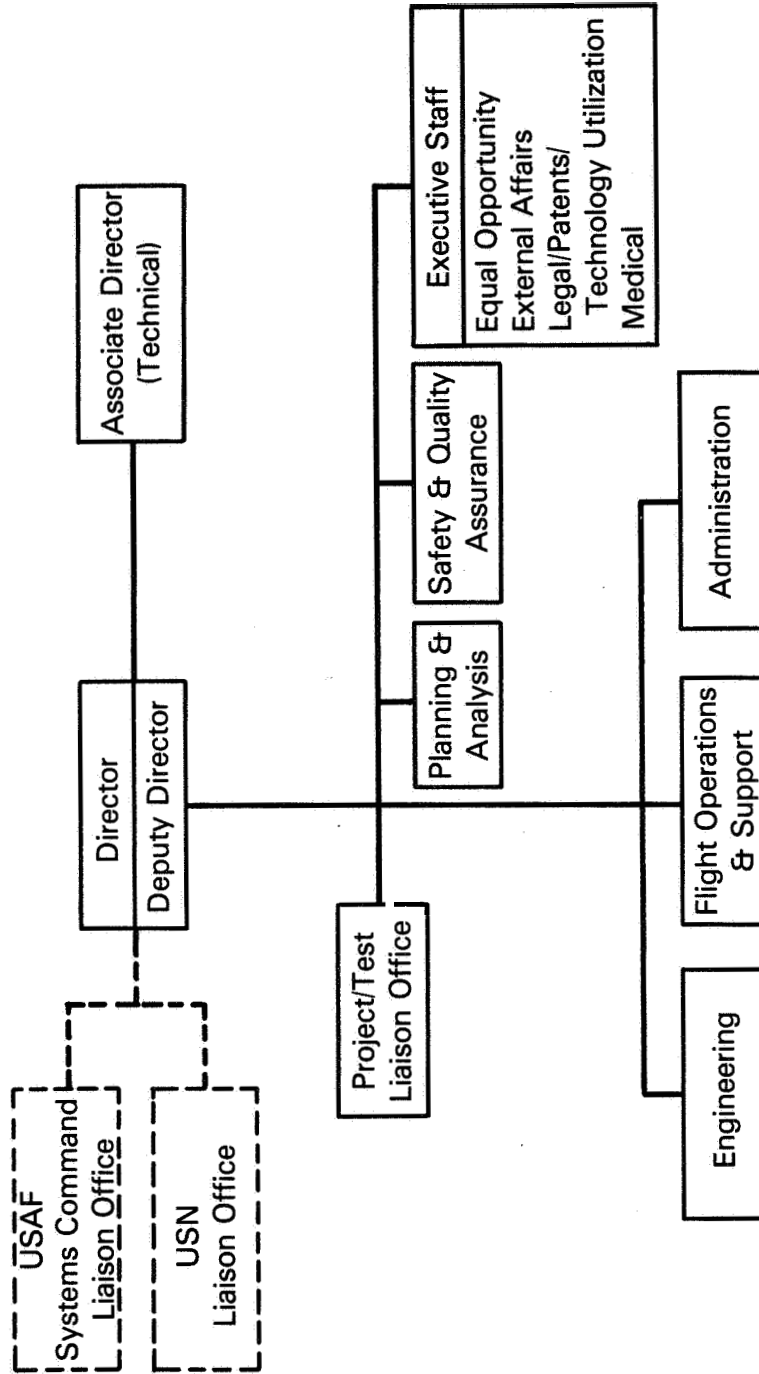 USAF
Systems Command
Liaison Office
USN
Liaison Office
Director
Deputy Director
Associate Director
(Technical)
Project/Test
Liaison Office
Planning &
Analysis
Safety & Quality
Assurance
Executive Staff
Equal Opportunity
External Affairs
Legal/Patents/
Technology Utilization
Medical
Engineering
Flight Operations
& Support
Administration